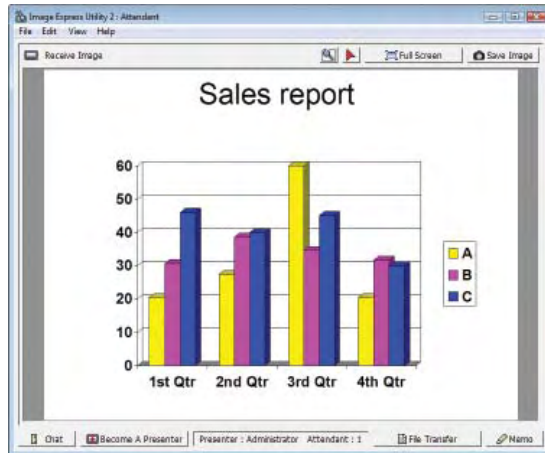 Image Express Utility 2 : Attendant
File Edit View Help
Receive Image Full Screen Save Image
Sales report
60
50
40
30
20
10
0
1st Qtr 2nd Qtr 3rd Qtr 4th Qtr
A
B
C
Chat Become A Presenter Presenter : Administrator Attendant : 1 File Transfer Memo